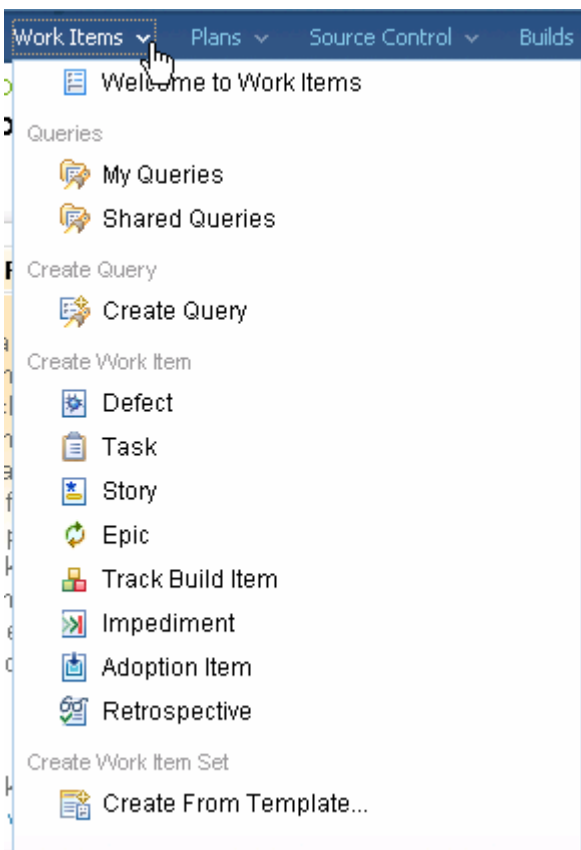 Work Items Plans Source Control Builds
Welcome to Work Items
Queries
My Queries
Shared Queries
Create Query
Create Query
Create Work Item
Defect
Task
Story
Epic
Track Build Item
Impediment
Adoption Item
Retrospective
Create Work Item Set
Create From Template...